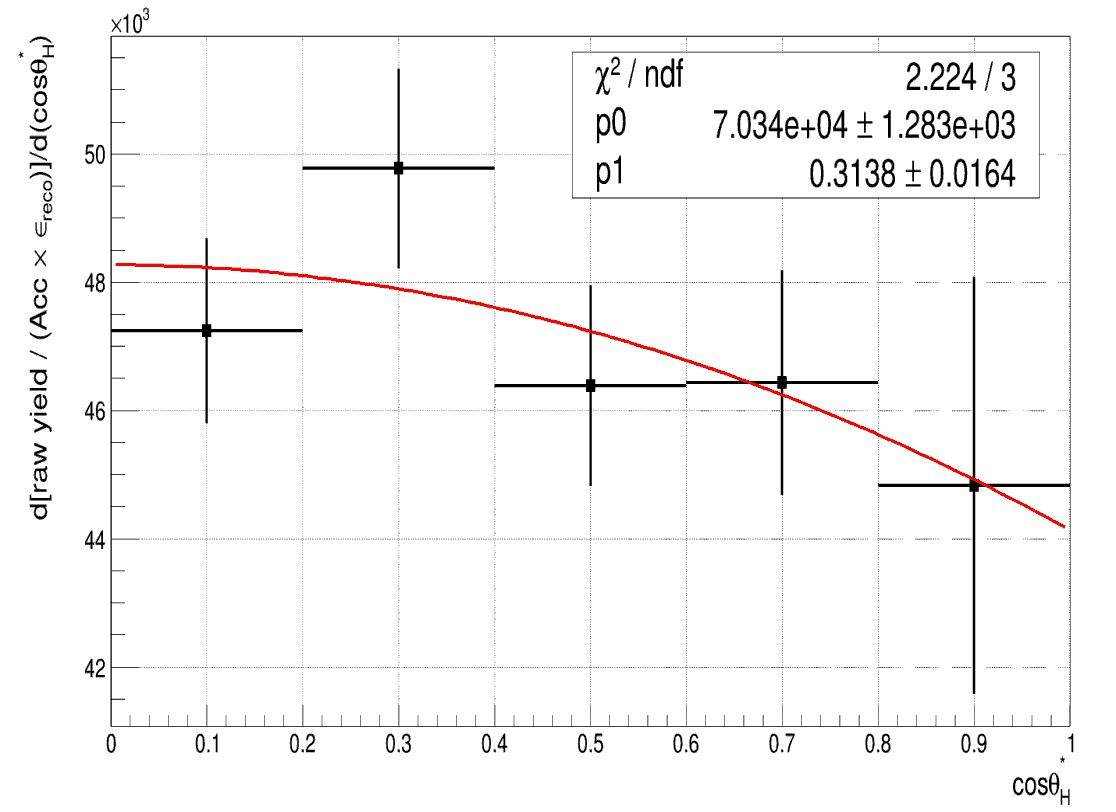 ×10³
d[raw yield / (Acc × ϵ_reco)]/d(cosθ*_H)
χ² / ndf 2.224 / 3
p0 7.034e+04 ± 1.283e+03
p1 0.3138 ± 0.0164
50
48
46
44
42
0 0.1 0.2 0.3 0.4 0.5 0.6 0.7 0.8 0.9 1
cosθ*_H